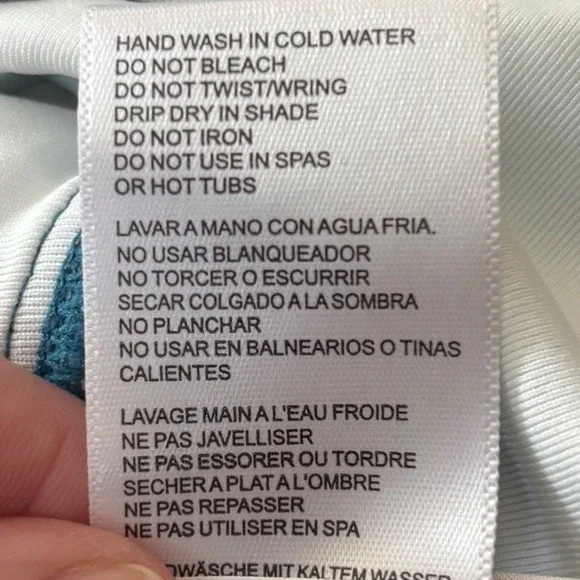 HAND WASH IN COLD WATER
DO NOT BLEACH
DO NOT TWIST/WRING
DRIP DRY IN SHADE
DO NOT IRON
DO NOT USE IN SPAS
OR HOT TUBS
LAVAR A MANO CON AGUA FRIA.
NO USAR BLANQUEADOR
NO TORCER O ESCURRIR
SECAR COLGADO A LA SOMBRA
NO PLANCHAR
NO USAR EN BALNEARIOS O TINAS
CALIENTES
LAVAGE MAIN A L'EAU FROIDE
NE PAS JAVELLISER
NE PAS ESSORER OU TORDRE
SECHER A PLAT A L'OMBRE
NE PAS REPASSER
NE PAS UTILISER EN SPA
MIT KALTEM WASSER